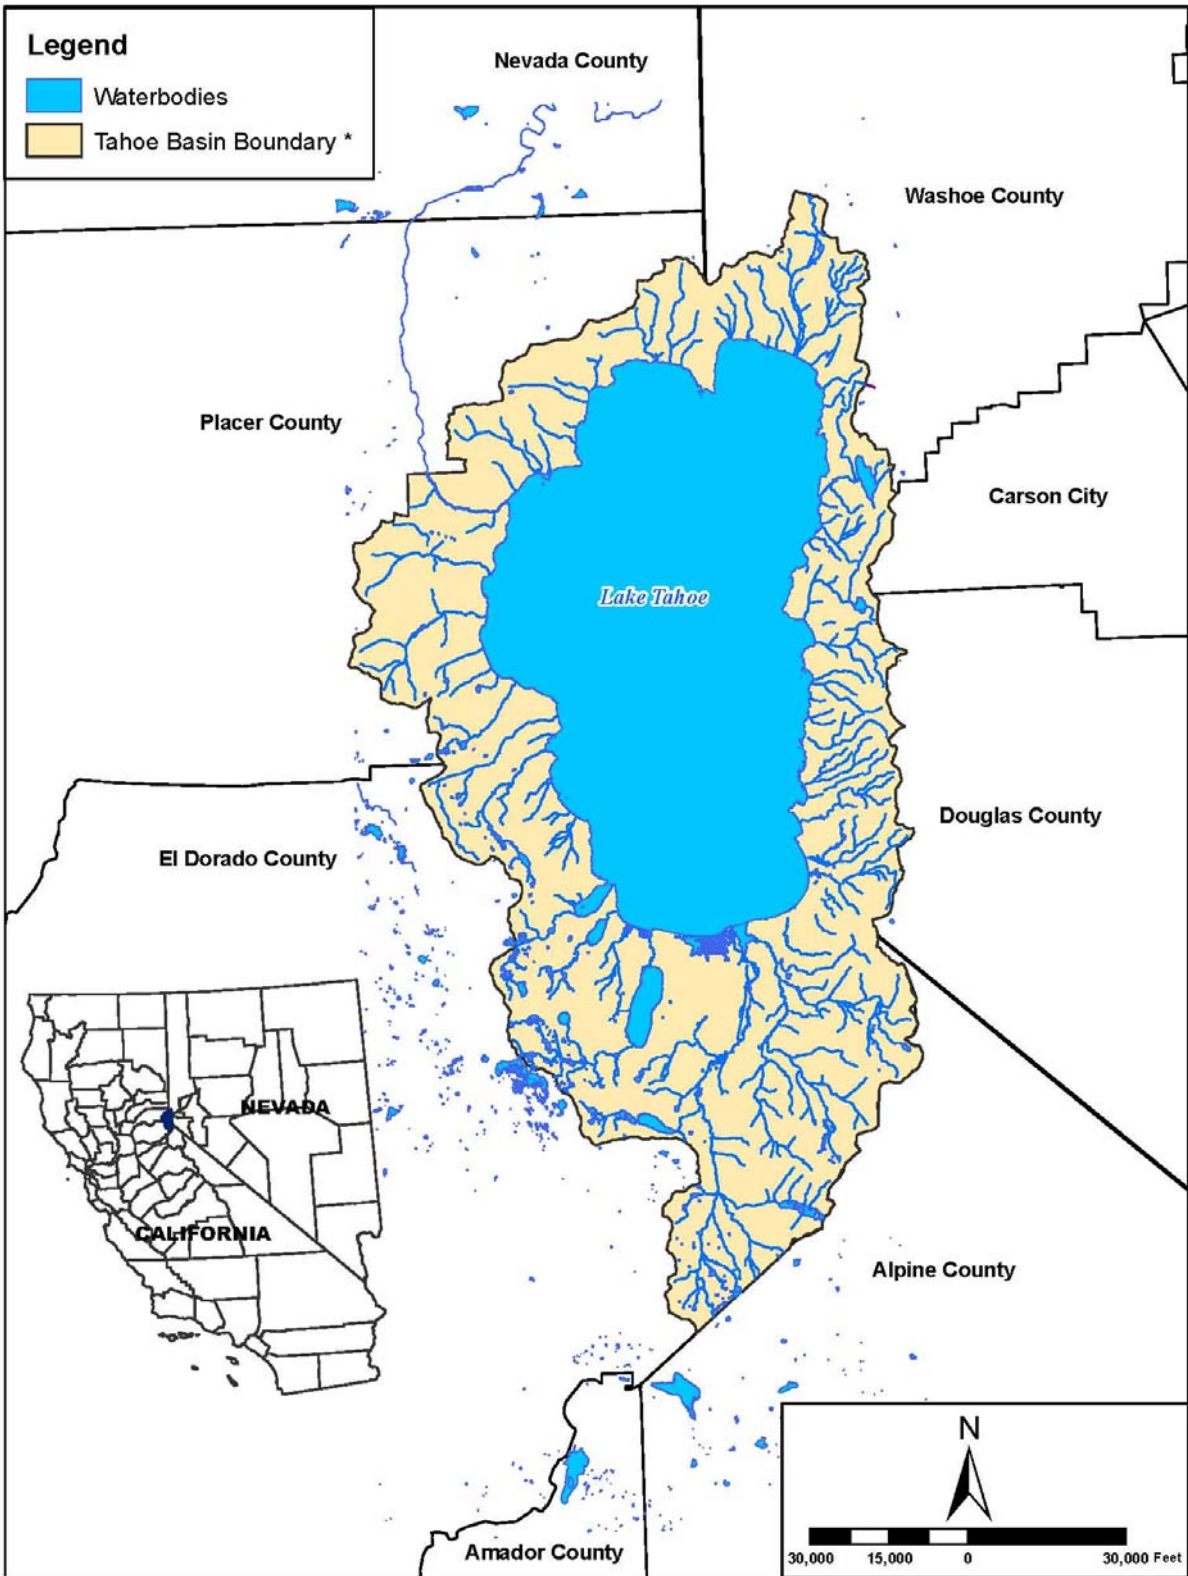 Legend
Waterbodies
Tahoe Basin Boundary *
Nevada County
Washoe County
Placer County
Carson City
Lake Tahoe
Douglas County
El Dorado County
NEVADA
CALIFORNIA
Alpine County
Amador County
N
30,000 15,000 0 30,000 Feet